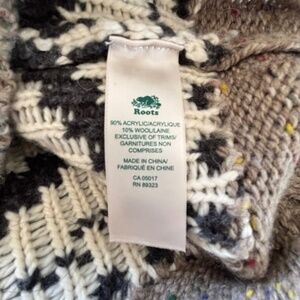 Roots
90% ACRYLIC/ACRYLIQUE
10% WOOL/LAINE
EXCLUSIVE OF TRIMS/
GARNITURES NON
COMPRISES
MADE IN CHINA/
FABRIQUÉ EN CHINE
CA 05017
RN 89323